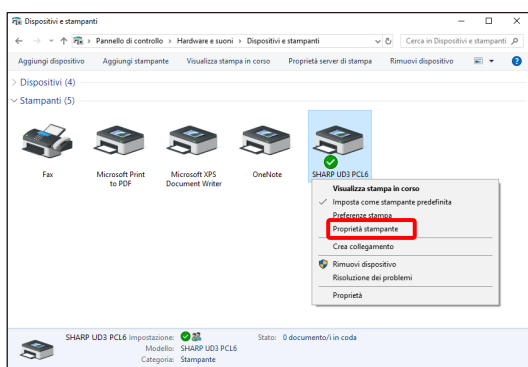 Dispositivi e stampanti
Pannello di controllo › Hardware e suoni › Dispositivi e stampanti
Cerca in Dispositivi e stampanti
Aggiungi dispositivo Aggiungi stampante Visualizza stampa in corso Proprietà server di stampa Rimuovi dispositivo
Dispositivi (4)
Stampanti (5)
Fax
Microsoft Print
to PDF
Microsoft XPS
Document Writer
OneNote
SHARP UD3 PCL6
Visualizza stampa in corso
Imposta come stampante predefinita
Preferenze stampa
Proprietà stampante
Crea collegamento
Rimuovi dispositivo
Risoluzione dei problemi
Proprietà
SHARP UD3 PCL6 Impostazione: Stato: 0 documento/i in coda
Modello: SHARP UD3 PCL6
Categoria: Stampante